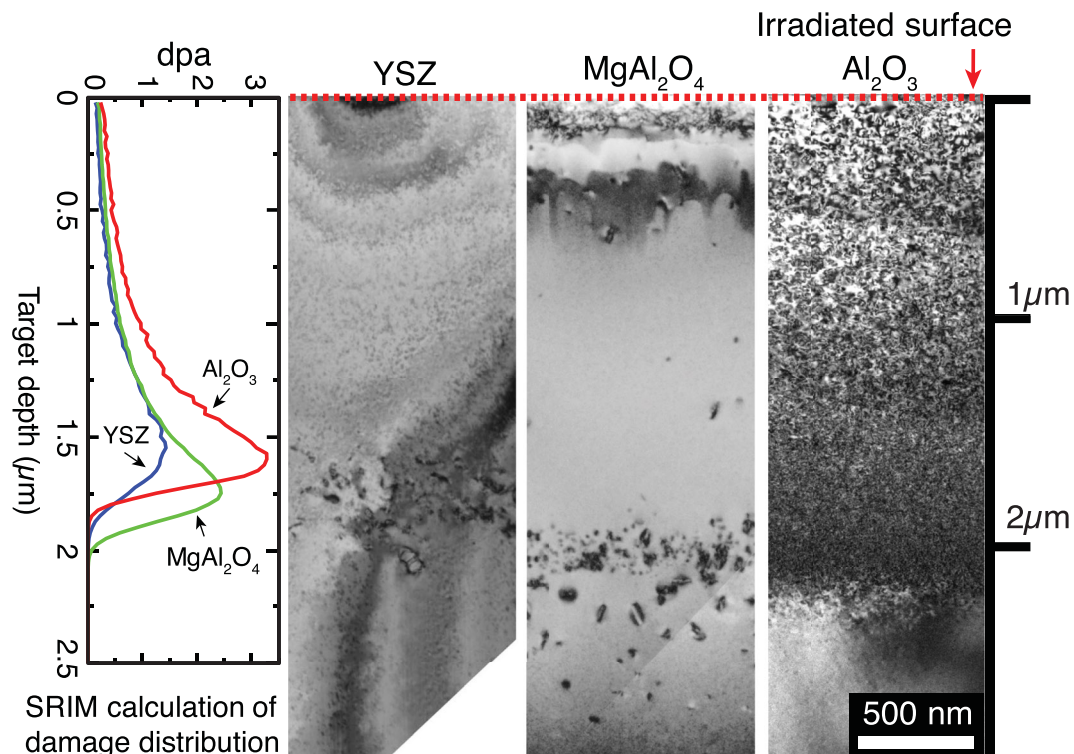 Irradiated surface
dpa
YSZ
MgAl₂O₄
Al₂O₃
0 1 2 3
0
0.5
1
1.5
2
2.5
Target depth (µm)
Al₂O₃
YSZ
MgAl₂O₄
1µm
2µm
500 nm
SRIM calculation of
damage distribution